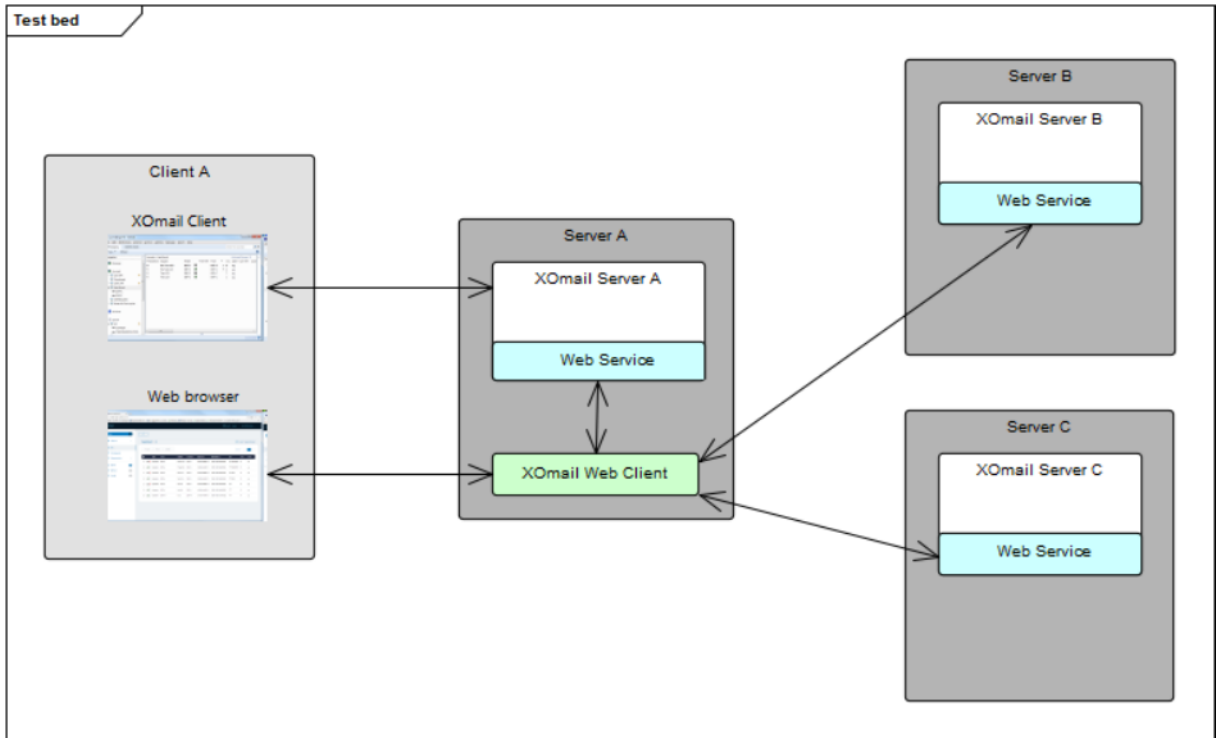 Test bed
Client A
XOmail Client
Web browser
Server A
XOmail Server A
Web Service
XOmail Web Client
Server B
XOmail Server B
Web Service
Server C
XOmail Server C
Web Service